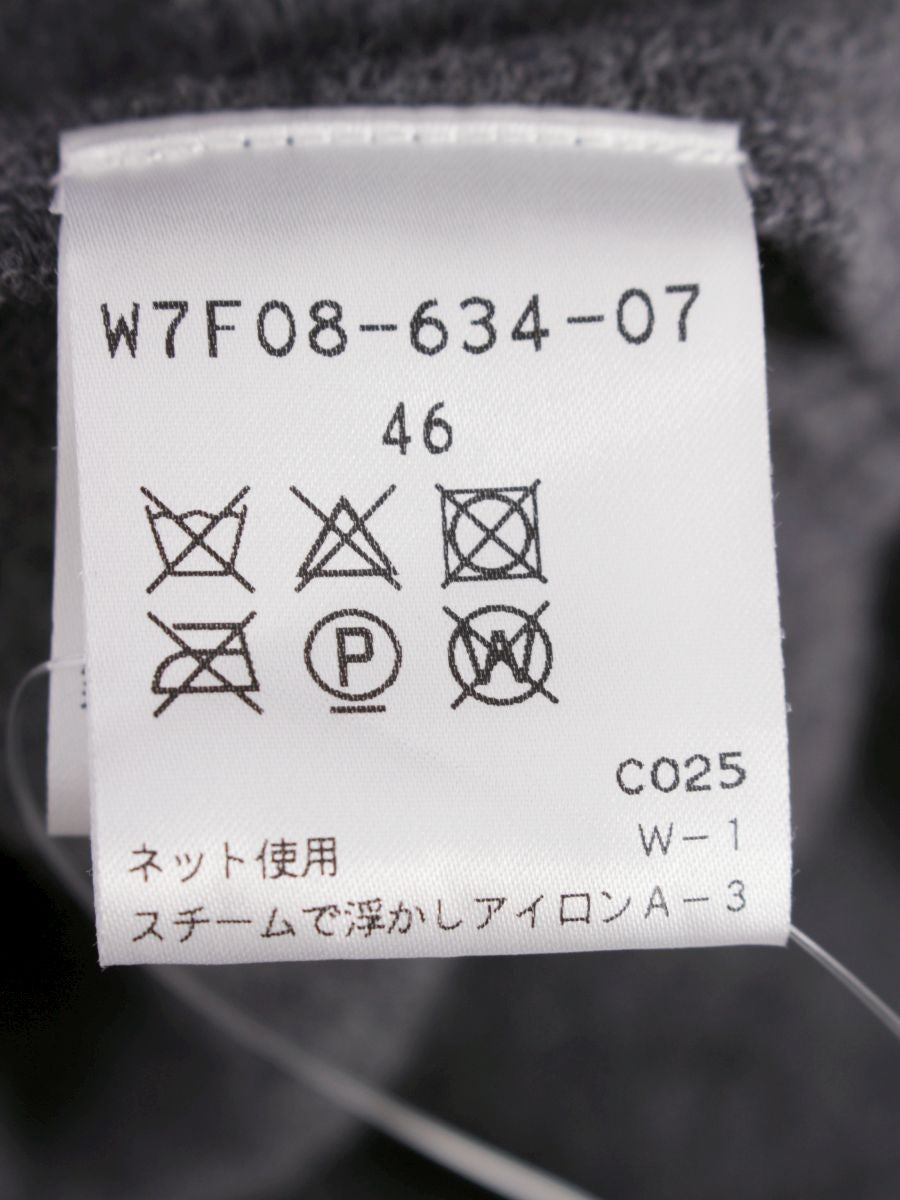 W7F08-634-07
46
P
W
C025
W-1
ネット使用
スチームで浮かしアイロン A-3